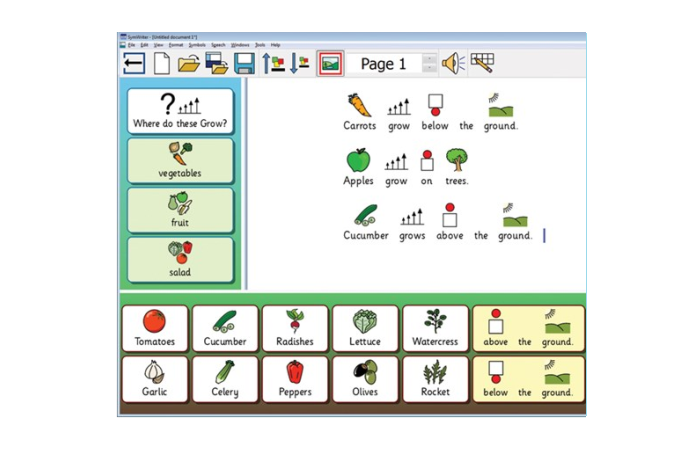 SymWriter - [Untitled document 1*]
File Edit View Format Symbols Speech Windows Tools Help
Page 1
? Where do these Grow?
vegetables
fruit
salad
Carrots grow below the ground.
Apples grow on trees.
Cucumber grows above the ground.
Tomatoes Cucumber Radishes Lettuce Watercress above the ground.
Garlic Celery Peppers Olives Rocket below the ground.